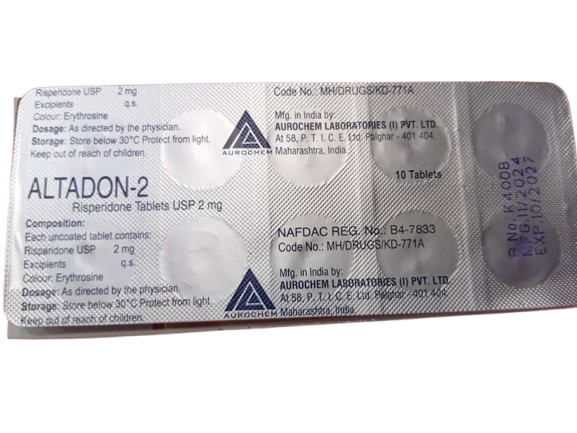 Risperidone USP 2 mg
Excipients q.s.
Colour: Erythrosine
Dosage: As directed by the physician.
Storage: Store below 30°C Protect from light.
Keep out of reach of children.
ALTADON-2
Risperidone Tablets USP 2 mg
Composition:
Each uncoated tablet contains:
Risperidone USP 2 mg
Excipients q.s.
Colour: Erythrosine
Dosage: As directed by the physician.
Storage: Store below 30°C Protect from light.
Keep out of reach of children.
AUROCHEM
AUROCHEM
Code No.: MH/DRUGS/KD-771A
Mfg. in India by:
AUROCHEM LABORATORIES (I) PVT. LTD.
At 58, P. T. I. C. E. Ltd. Palghar - 401 404.
Maharashtra, India
10 Tablets
NAFDAC REG. No.: B4-7833
Code No.: MH/DRUGS/KD-771A
Mfg. in India by:
AUROCHEM LABORATORIES (I) PVT. LTD.
At 58, P. T. I. C. E. Ltd. Palghar - 401 404.
Maharashtra, India
B.No. K4008
MFG.11/2024
EXP.10/2027